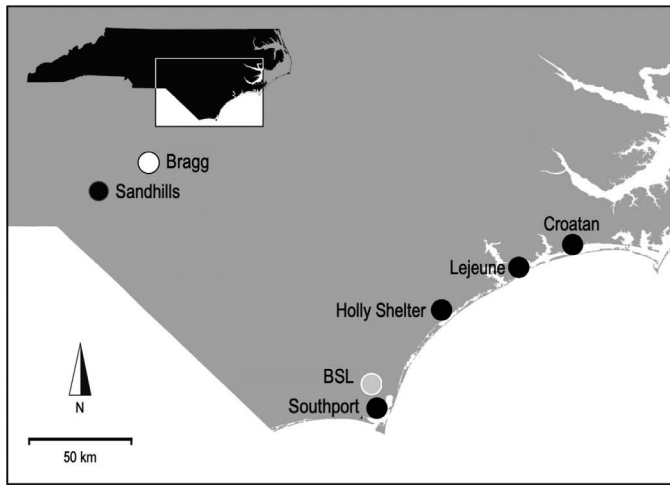 Bragg
Sandhills
Croatan
Lejeune
Holly Shelter
BSL
Southport
N
50 km